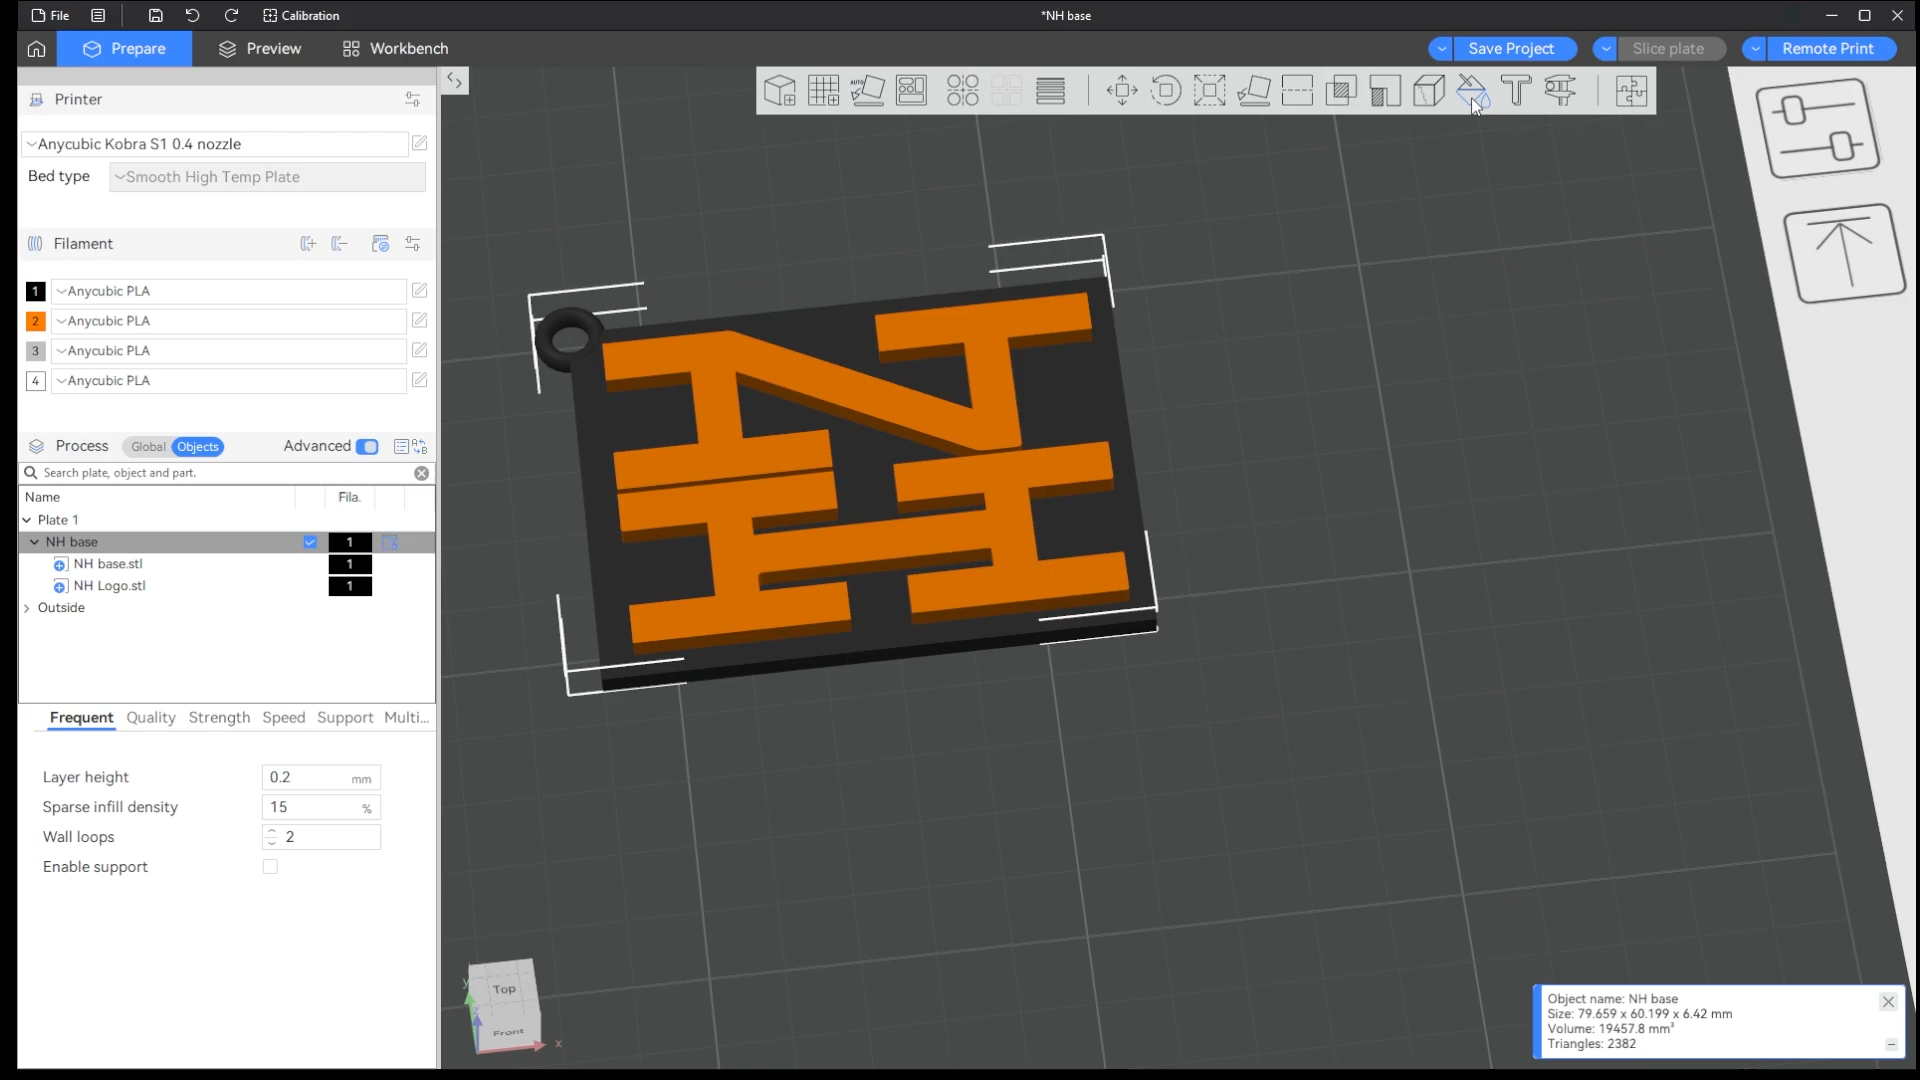 File
Calibration
*NH base
Prepare
Preview
Workbench
Save Project
Slice plate
Remote Print
Printer
Anycubic Kobra S1 0.4 nozzle
Bed type
Smooth High Temp Plate
Filament
1 Anycubic PLA
2 Anycubic PLA
3 Anycubic PLA
4 Anycubic PLA
Process
Global
Objects
Advanced
Search plate, object and part.
Name
Fila.
Plate 1
NH base 1
NH base.stl 1
NH Logo.stl 1
Outside
Frequent
Quality
Strength
Speed
Support
Multi...
Layer height 0.2 mm
Sparse infill density 15 %
Wall loops 2
Enable support
NH
Top
Front
y
z
x
Object name: NH base
Size: 79.659 x 60.199 x 6.42 mm
Volume: 19457.8 mm³
Triangles: 2382